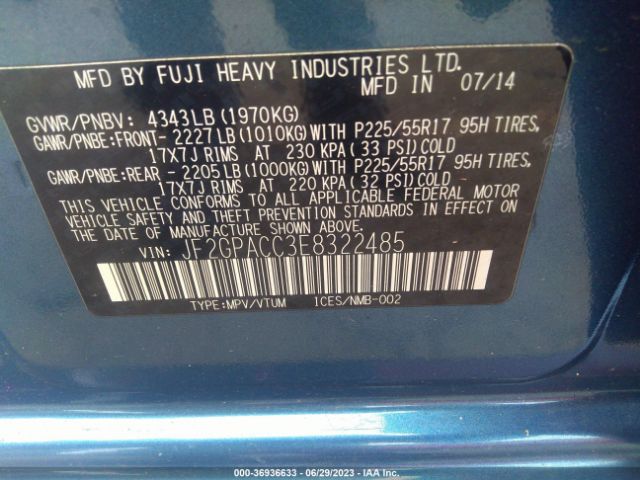 MFD BY FUJI HEAVY INDUSTRIES LTD.
MFD IN 07/14
GVWR/PNBV: 4343LB (1970KG)
GAWR/PNBE:FRONT- 2227LB (1010KG) WITH P225/55R17 95H TIRES,
17X7J RIMS AT 230 KPA (33 PSI) COLD
GAWR/PNBE:REAR - 2205LB (1000KG) WITH P225/55R17 95H TIRES,
17X7J RIMS AT 220 KPA (32 PSI) COLD
THIS VEHICLE CONFORMS TO ALL APPLICABLE FEDERAL MOTOR
VEHICLE SAFETY AND THEFT PREVENTION STANDARDS IN EFFECT ON
THE DATE OF MANUFACTURE SHOWN ABOVE.
VIN: JF2GPACC3E8322485
TYPE:MPV/VTUM ICES/NMB-002
000-36936633 - 06/29/2023 - IAA Inc.